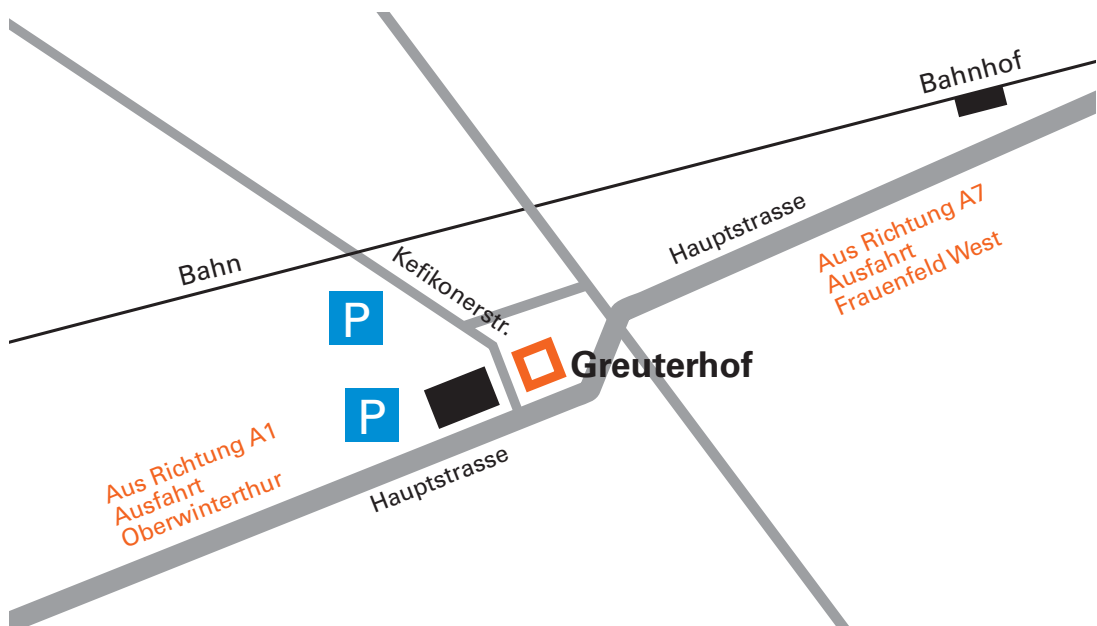 Bahnhof
Hauptstrasse
Aus Richtung A7
Ausfahrt
Frauenfeld West
Bahn
Kefikonerstr.
P
Greuterhof
P
Aus Richtung A1
Ausfahrt
Oberwinterthur
Hauptstrasse